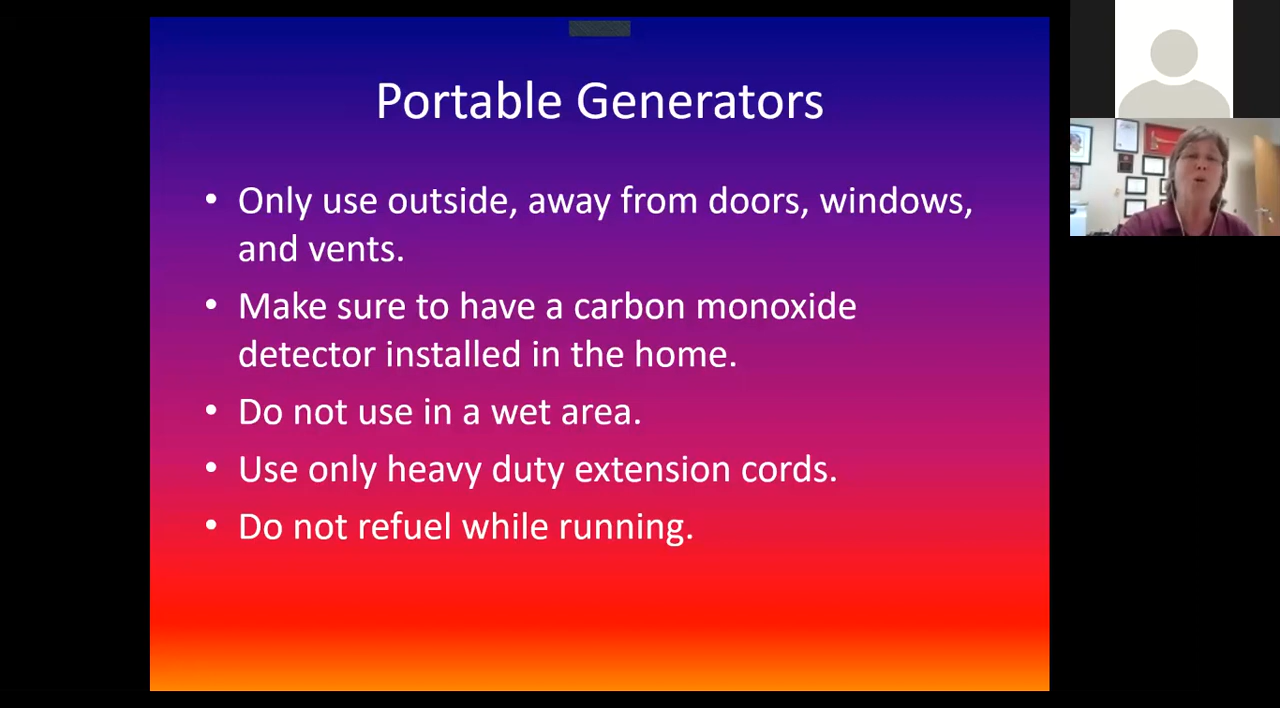 Portable Generators
• Only use outside, away from doors, windows,
and vents.
• Make sure to have a carbon monoxide
detector installed in the home.
• Do not use in a wet area.
• Use only heavy duty extension cords.
• Do not refuel while running.